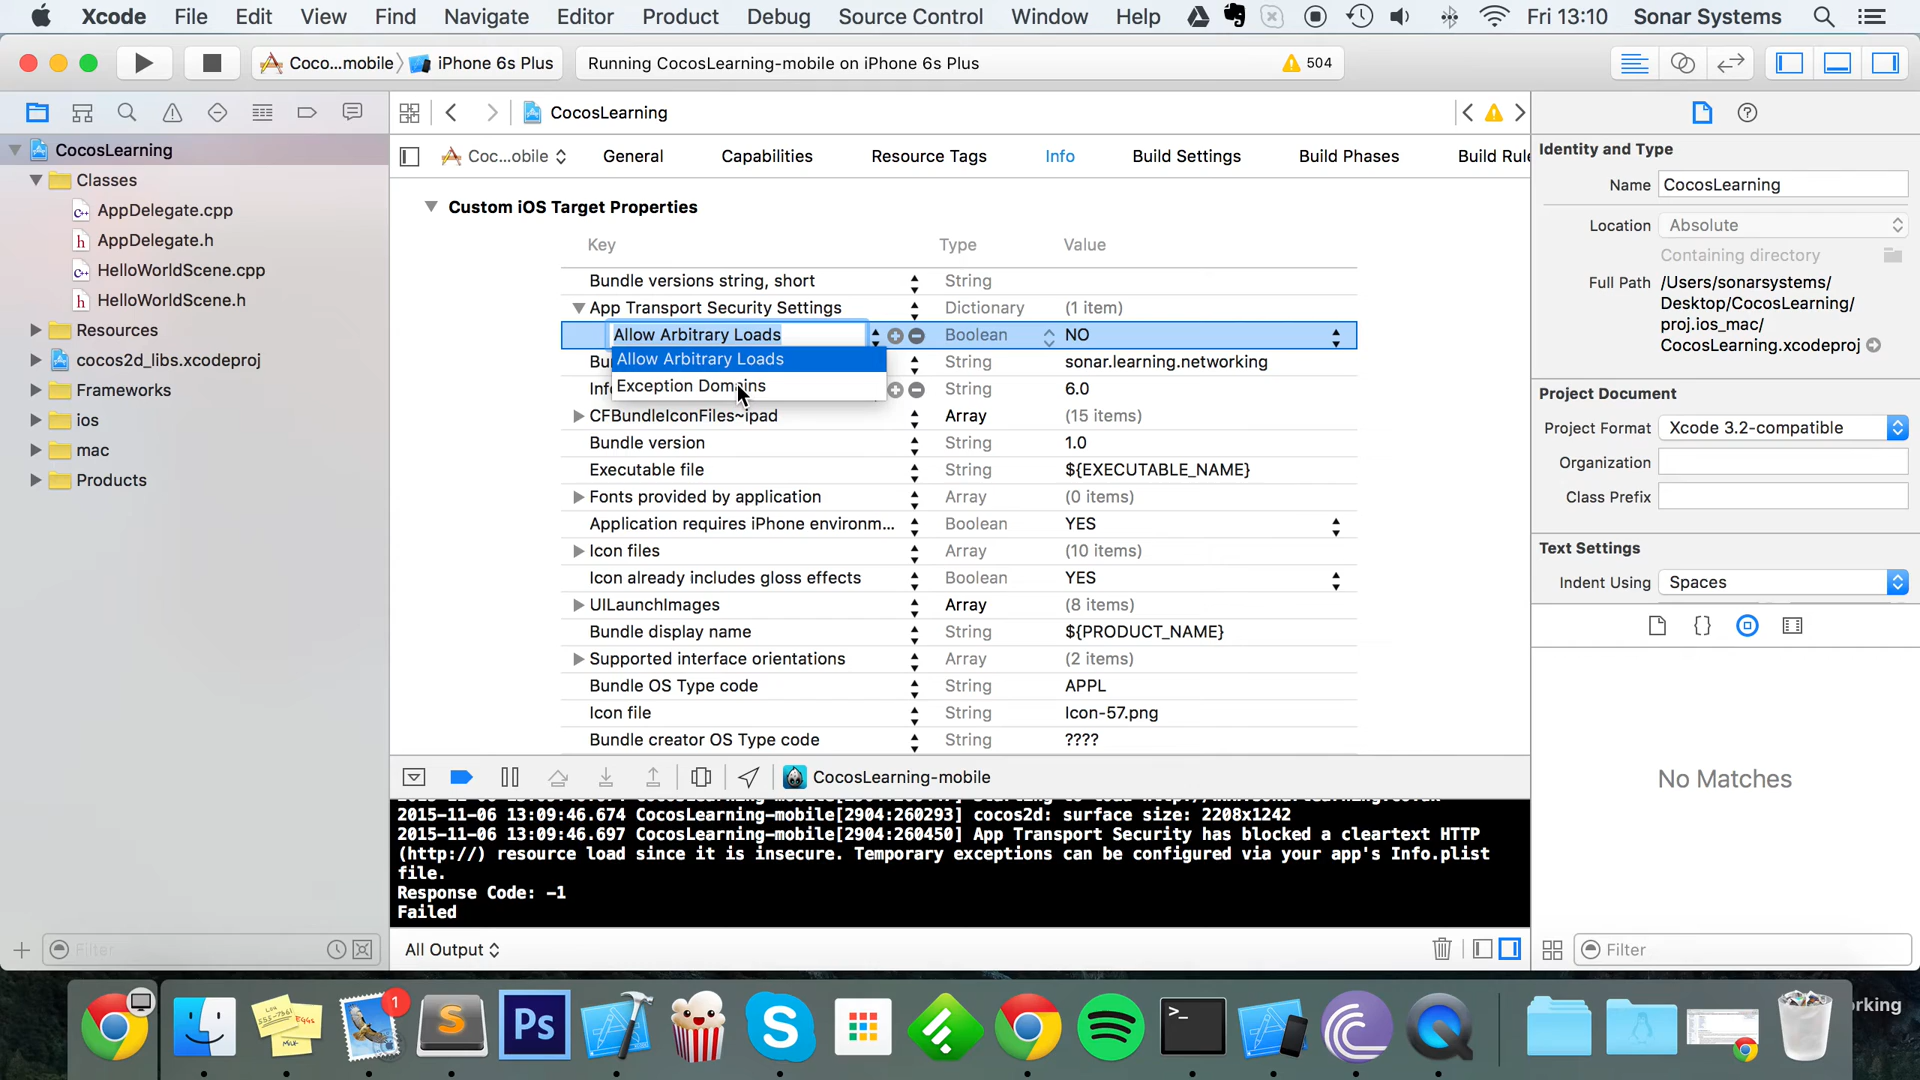 Xcode File Edit View Find Navigate Editor Product Debug Source Control Window Help Fri 13:10 Sonar Systems
Coco...mobile iPhone 6s Plus Running CocosLearning-mobile on iPhone 6s Plus 504
CocosLearning
Coc...obile General Capabilities Resource Tags Info Build Settings Build Phases Build Rule
CocosLearning
Classes
AppDelegate.cpp
AppDelegate.h
HelloWorldScene.cpp
HelloWorldScene.h
Resources
cocos2d_libs.xcodeproj
Frameworks
ios
mac
Products
Filter
Custom iOS Target Properties
Key Type Value
Bundle versions string, short String
App Transport Security Settings Dictionary (1 item)
Allow Arbitrary Loads Boolean NO
Allow Arbitrary Loads
Exception Domains
Bu String sonar.learning.networking
Inf String 6.0
CFBundleIconFiles~ipad Array (15 items)
Bundle version String 1.0
Executable file String ${EXECUTABLE_NAME}
Fonts provided by application Array (0 items)
Application requires iPhone environm... Boolean YES
Icon files Array (10 items)
Icon already includes gloss effects Boolean YES
UILaunchImages Array (8 items)
Bundle display name String ${PRODUCT_NAME}
Supported interface orientations Array (2 items)
Bundle OS Type code String APPL
Icon file String Icon-57.png
Bundle creator OS Type code String ????
CocosLearning-mobile
2015-11-06 13:09:46.674 CocosLearning-mobile[2904:260293] cocos2d: surface size: 2208x1242
2015-11-06 13:09:46.697 CocosLearning-mobile[2904:260450] App Transport Security has blocked a cleartext HTTP
(http://) resource load since it is insecure. Temporary exceptions can be configured via your app's Info.plist
file.
Response Code: -1
Failed
All Output
Identity and Type
Name CocosLearning
Location Absolute
Containing directory
Full Path /Users/sonarsystems/
Desktop/CocosLearning/
proj.ios_mac/
CocosLearning.xcodeproj
Project Document
Project Format Xcode 3.2-compatible
Organization
Class Prefix
Text Settings
Indent Using Spaces
No Matches
Filter
1
Ps
rking